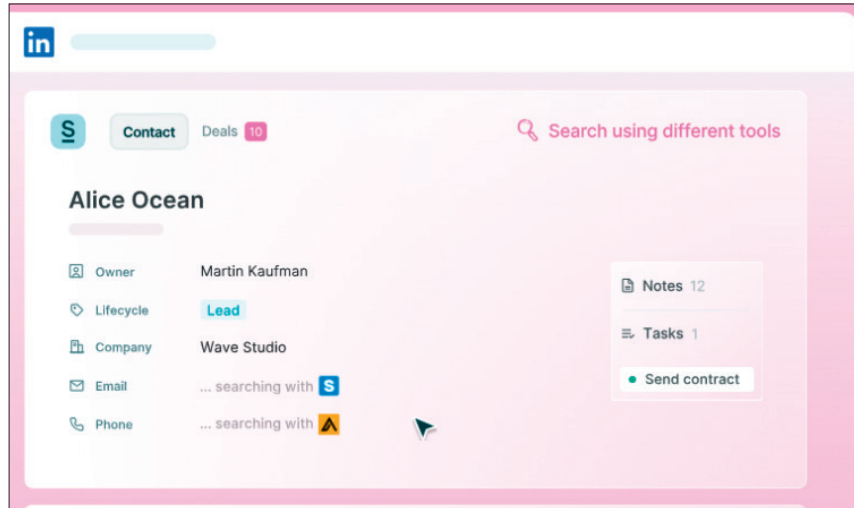 in
S Contact Deals 10 Search using different tools
Alice Ocean
Owner Martin Kaufman
Notes 12
Lifecycle Lead
Tasks 1
Company Wave Studio
Send contract
Email ... searching with S
Phone ... searching with